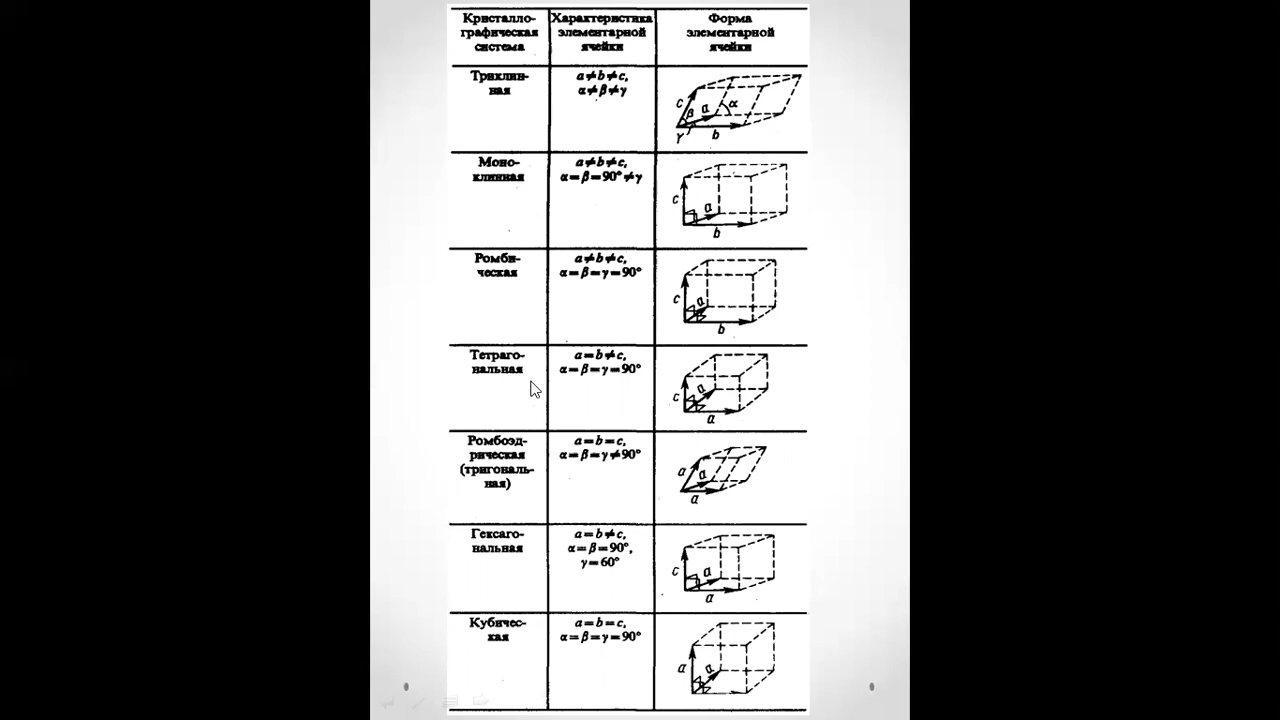 Кристалло-
графическая
система
Характеристика
элементарной
ячейки
Форма
элементарной
ячейки
Триклин-
ная
a≠b≠c,
α≠β≠γ
c
β
a
α
γ
b
Моно-
клинная
a≠b≠c,
α=β=90°≠γ
c
a
b
Ромби-
ческая
a≠b≠c,
α=β=γ=90°
c
a
b
Тетраго-
нальная
a=b≠c,
α=β=γ=90°
c
a
a
Ромбоэд-
рическая
(тригональ-
ная)
a=b=c,
α=β=γ≠90°
a
a
a
Гексаго-
нальная
a=b≠c,
α=β=90°,
γ=60°
c
a
a
Кубичес-
кая
a=b=c,
α=β=γ=90°
a
a